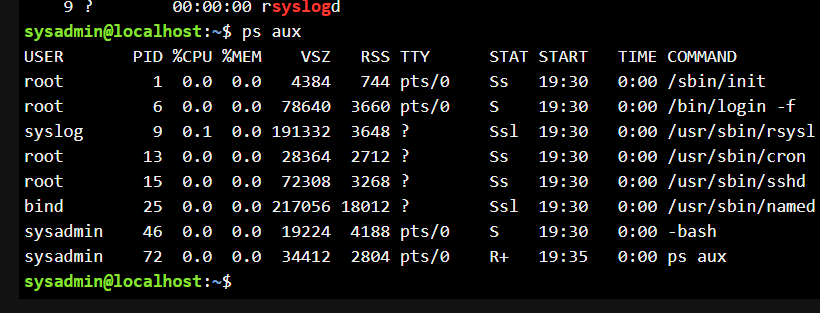 9 ? 00:00:00 rsyslogd
sysadmin@localhost:~$ ps aux
USER PID %CPU %MEM VSZ RSS TTY STAT START TIME COMMAND
root 1 0.0 0.0 4384 744 pts/0 Ss 19:30 0:00 /sbin/init
root 6 0.0 0.0 78640 3660 pts/0 S 19:30 0:00 /bin/login -f
syslog 9 0.1 0.0 191332 3648 ? Ssl 19:30 0:00 /usr/sbin/rsysl
root 13 0.0 0.0 28364 2712 ? Ss 19:30 0:00 /usr/sbin/cron
root 15 0.0 0.0 72308 3268 ? Ss 19:30 0:00 /usr/sbin/sshd
bind 25 0.0 0.0 217056 18012 ? Ssl 19:30 0:00 /usr/sbin/named
sysadmin 46 0.0 0.0 19224 4188 pts/0 S 19:30 0:00 -bash
sysadmin 72 0.0 0.0 34412 2804 pts/0 R+ 19:35 0:00 ps aux
sysadmin@localhost:~$